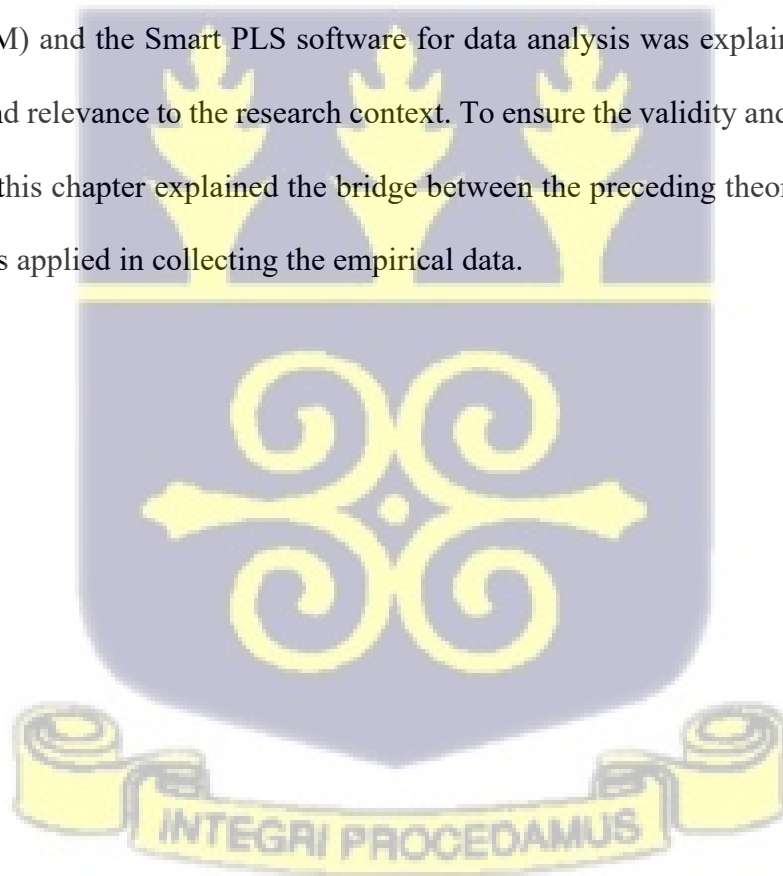 M) and the Smart PLS software for data analysis was explain
nd relevance to the research context. To ensure the validity and
this chapter explained the bridge between the preceding theor
s applied in collecting the empirical data.
INTEGRI PROCEDAMUS